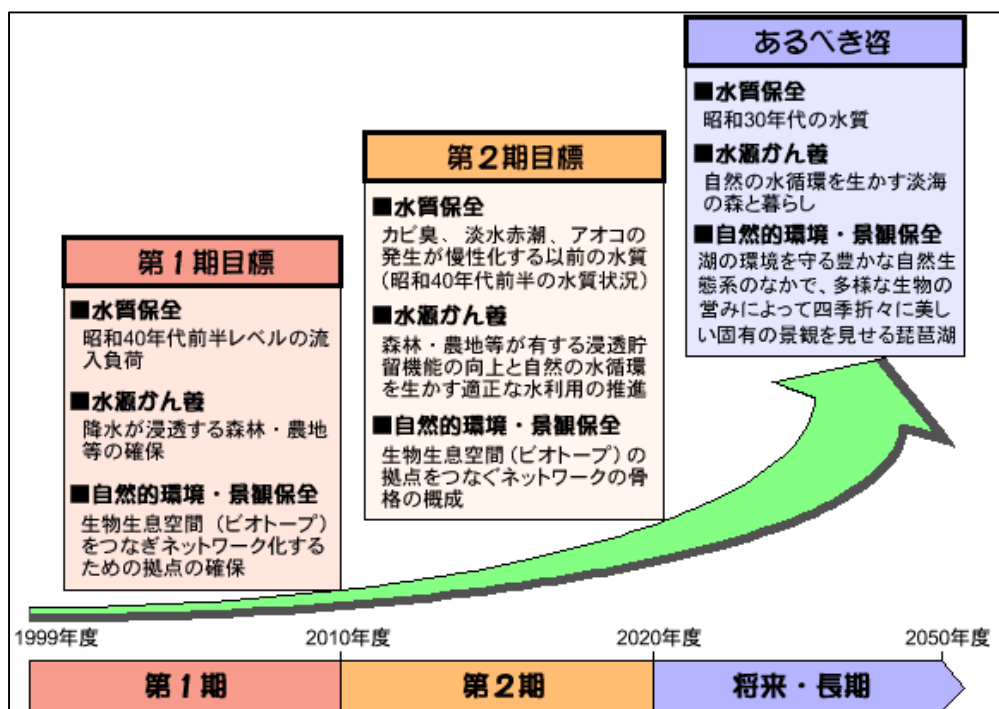 第1期目標
■水質保全
昭和40年代前半レベルの流
入負荷
■水源かん養
降水が浸透する森林・農地
等の確保
■自然的環境・景観保全
生物生息空間（ビオトープ）
をつなぎネットワーク化する
ための拠点の確保
第2期目標
■水質保全
カビ臭、淡水赤潮、アオコの
発生が慢性化する以前の水質
(昭和40年代前半の水質状況)
■水源かん養
森林・農地等が有する浸透貯
留機能の向上と自然の水循環
を生かす適正な水利用の推進
■自然的環境・景観保全
生物生息空間(ビオトープ)の
拠点をつなぐネットワークの骨
格の概成
あるべき姿
■水質保全
昭和30年代の水質
■水源かん養
自然の水循環を生かす淡海
の森と暮らし
■自然的環境・景観保全
湖の環境を守る豊かな自然生
態系のなかで、多様な生物の
営みによって四季折々に美し
い固有の景観を見せる琵琶湖
1999年度
2010年度
2020年度
2050年度
第1期
第2期
将来・長期